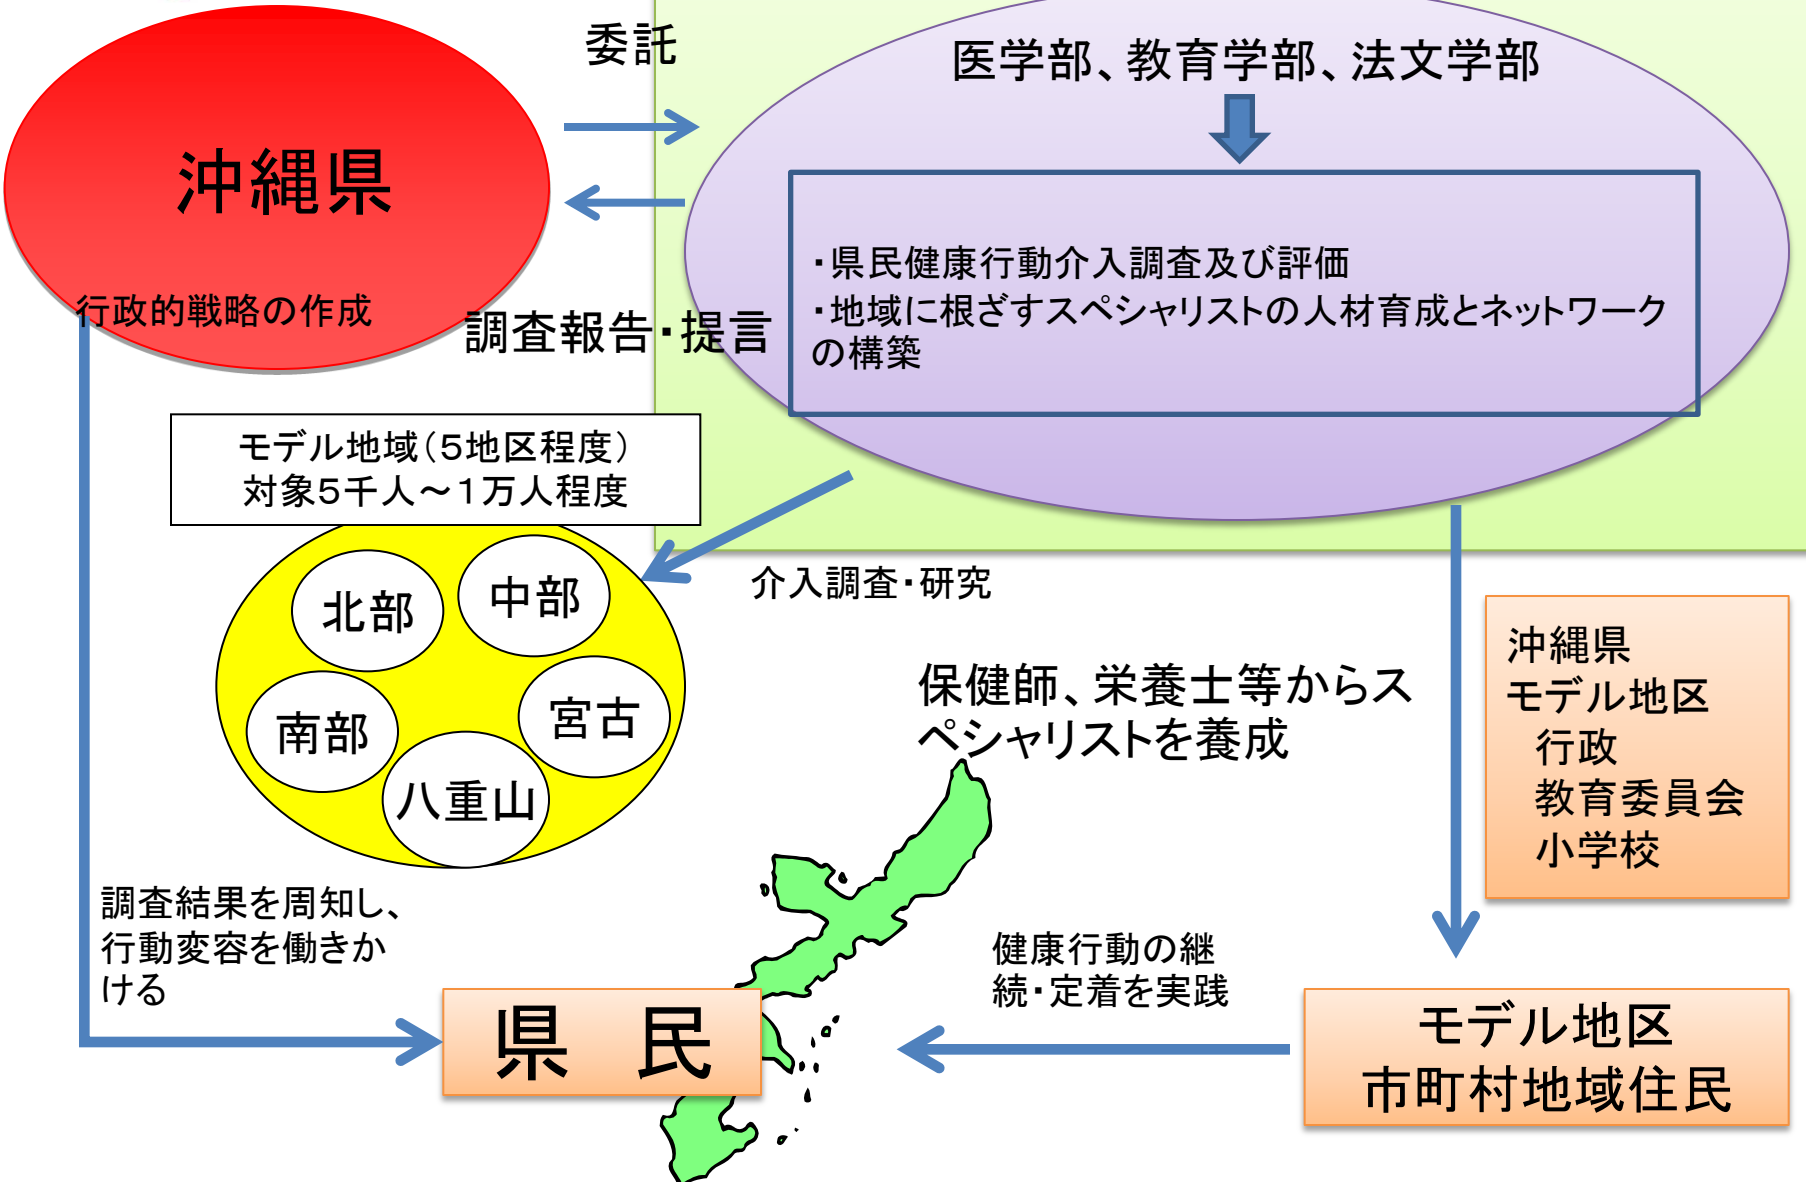 委託
医学部、教育学部、法文学部
沖縄県
・県民健康行動介入調査及び評価
・地域に根ざすスペシャリストの人材育成とネットワーク
の構築
行政的戦略の作成
調査報告・提言
モデル地域（５地区程度）
対象５千人～１万人程度
介入調査・研究
北部
中部
南部
宮古
八重山
沖縄県
モデル地区
行政
教育委員会
小学校
保健師、栄養士等からス
ペシャリストを養成
調査結果を周知し、
行動変容を働きか
ける
健康行動の継
続・定着を実践
県　民
モデル地区
市町村地域住民